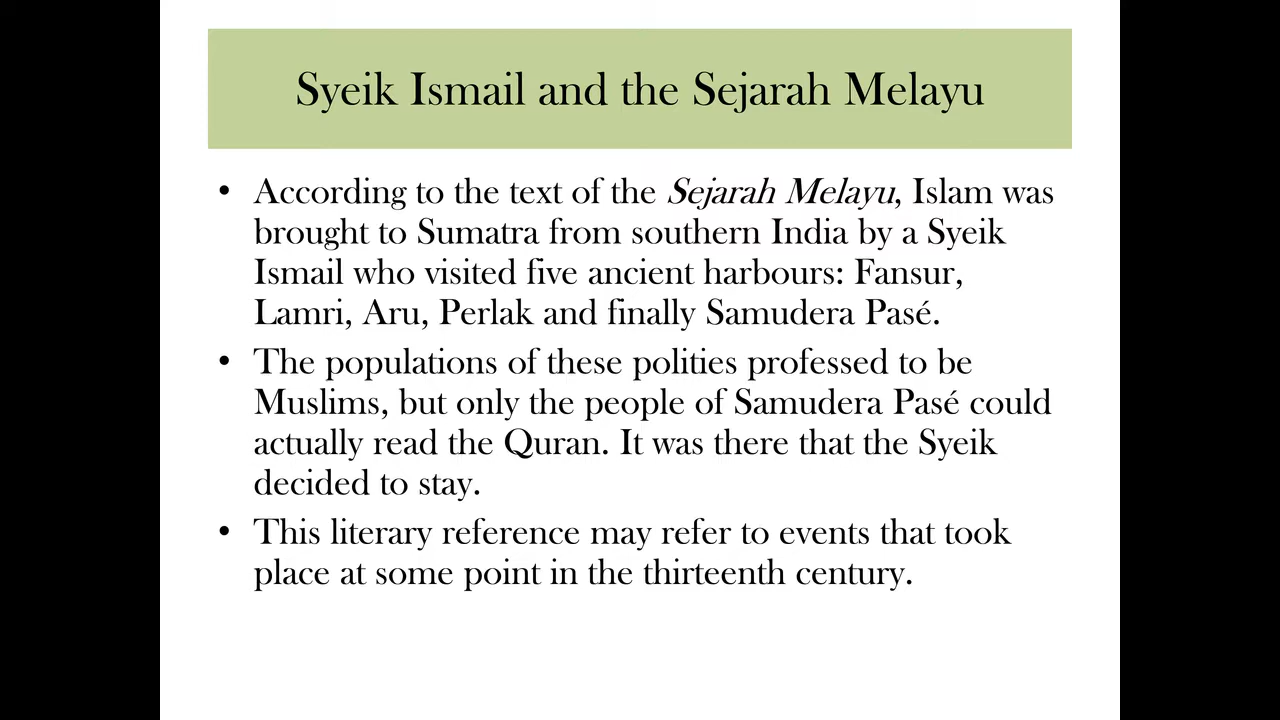 Syeik Ismail and the Sejarah Melayu
• According to the text of the Sejarah Melayu, Islam was
brought to Sumatra from southern India by a Syeik
Ismail who visited five ancient harbours: Fansur,
Lamri, Aru, Perlak and finally Samudera Pasé.
• The populations of these polities professed to be
Muslims, but only the people of Samudera Pasé could
actually read the Quran. It was there that the Syeik
decided to stay.
• This literary reference may refer to events that took
place at some point in the thirteenth century.